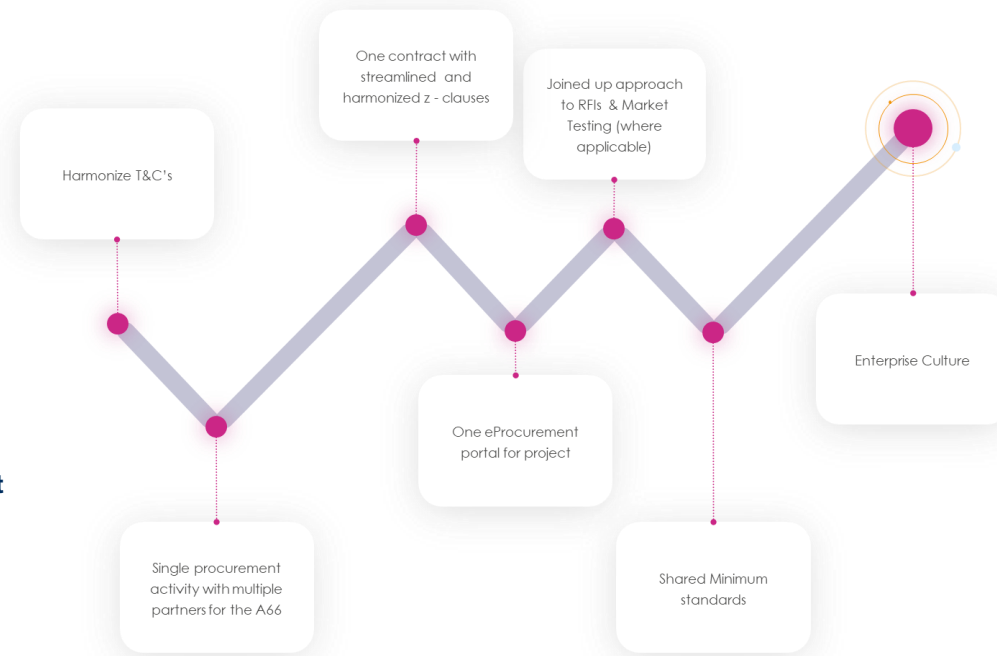 Harmonize T&C's
Single procurement
activity with multiple
partners for the A66
One contract with
streamlined and
harmonized z - clauses
One eProcurement
portal for project
Joined up approach
to RFIs & Market
Testing (where
applicable)
Shared Minimum
standards
Enterprise Culture